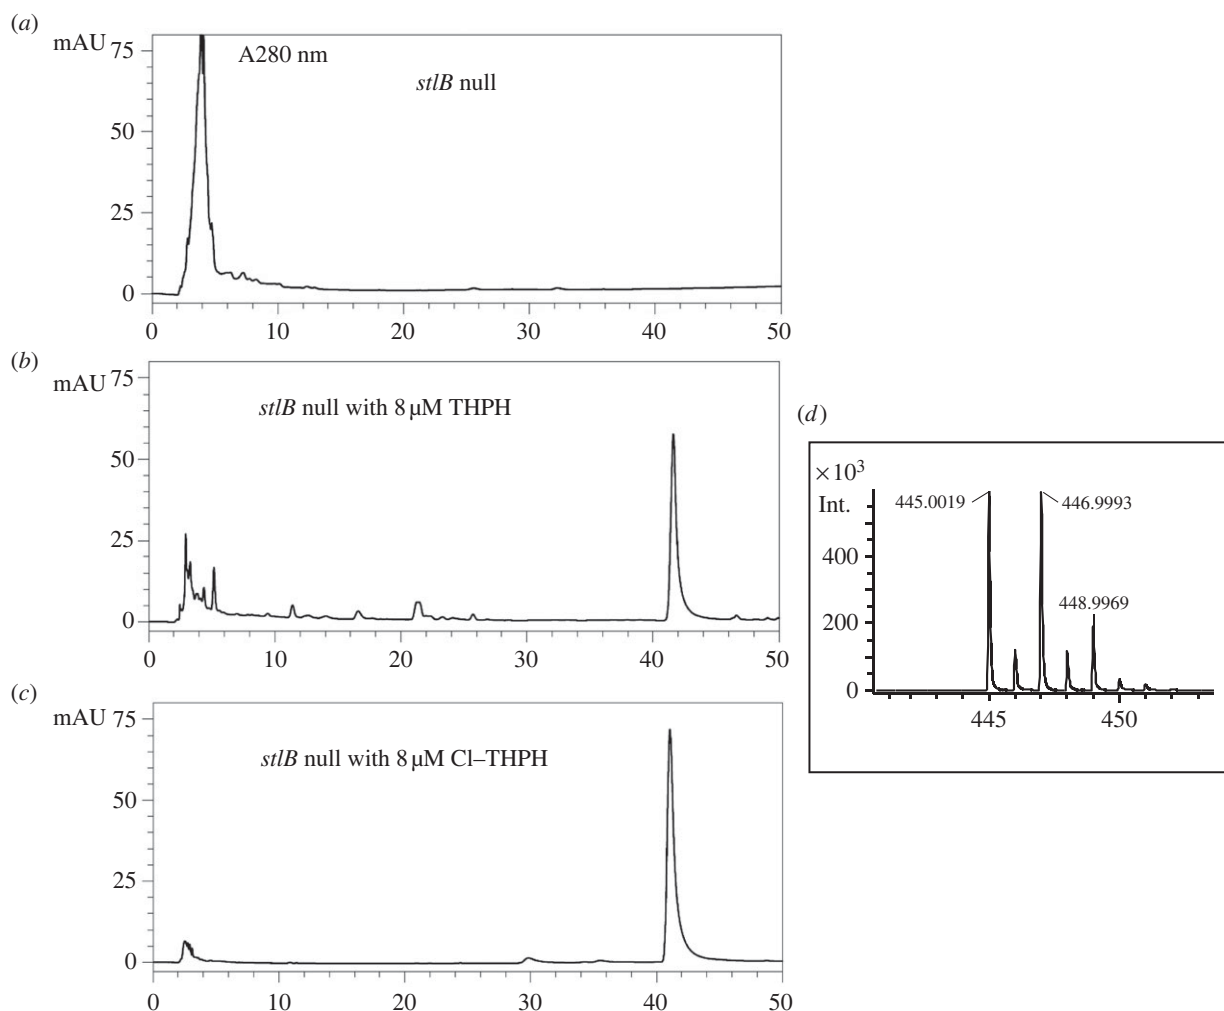 (a)
mAU
75
50
25
0
A280 nm
stlB null
0 10 20 30 40 50
(b)
mAU
75
50
25
0
stlB null with 8 µM THPH
0 10 20 30 40 50
(c)
mAU
75
50
25
0
stlB null with 8 µM Cl–THPH
0 10 20 30 40 50
(d)
×10³
Int.
400
200
0
445.0019
446.9993
448.9969
445 450